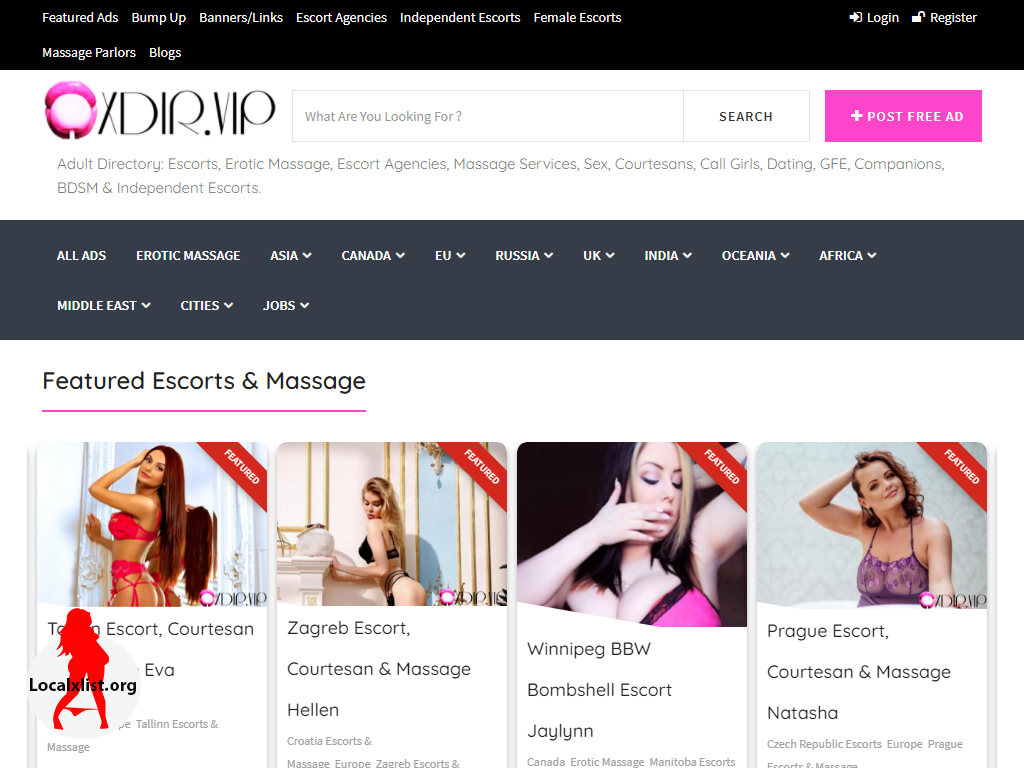 Featured Ads Bump Up Banners/Links Escort Agencies Independent Escorts Female Escorts
Login Register
Massage Parlors Blogs
XDIR.VIP
What Are You Looking For ?
SEARCH
POST FREE AD
Adult Directory: Escorts, Erotic Massage, Escort Agencies, Massage Services, Sex, Courtesans, Call Girls, Dating, GFE, Companions,
BDSM & Independent Escorts.
ALL ADS EROTIC MASSAGE ASIA CANADA EU RUSSIA UK INDIA OCEANIA AFRICA
MIDDLE EAST CITIES JOBS
Featured Escorts & Massage
FEATURED
XDIR.VIP
Escort, Courtesan
Eva
Tallinn Escorts &
Massage
Localxlist.org
FEATURED
XDIR.VIP
Zagreb Escort,
Courtesan & Massage
Hellen
Croatia Escorts &
Massage Europe Zagreb Escorts &
FEATURED
Winnipeg BBW
Bombshell Escort
Jaylynn
Canada Erotic Massage Manitoba Escorts
FEATURED
XDIR.VIP
Prague Escort,
Courtesan & Massage
Natasha
Czech Republic Escorts Europe Prague
Escorts & Massage